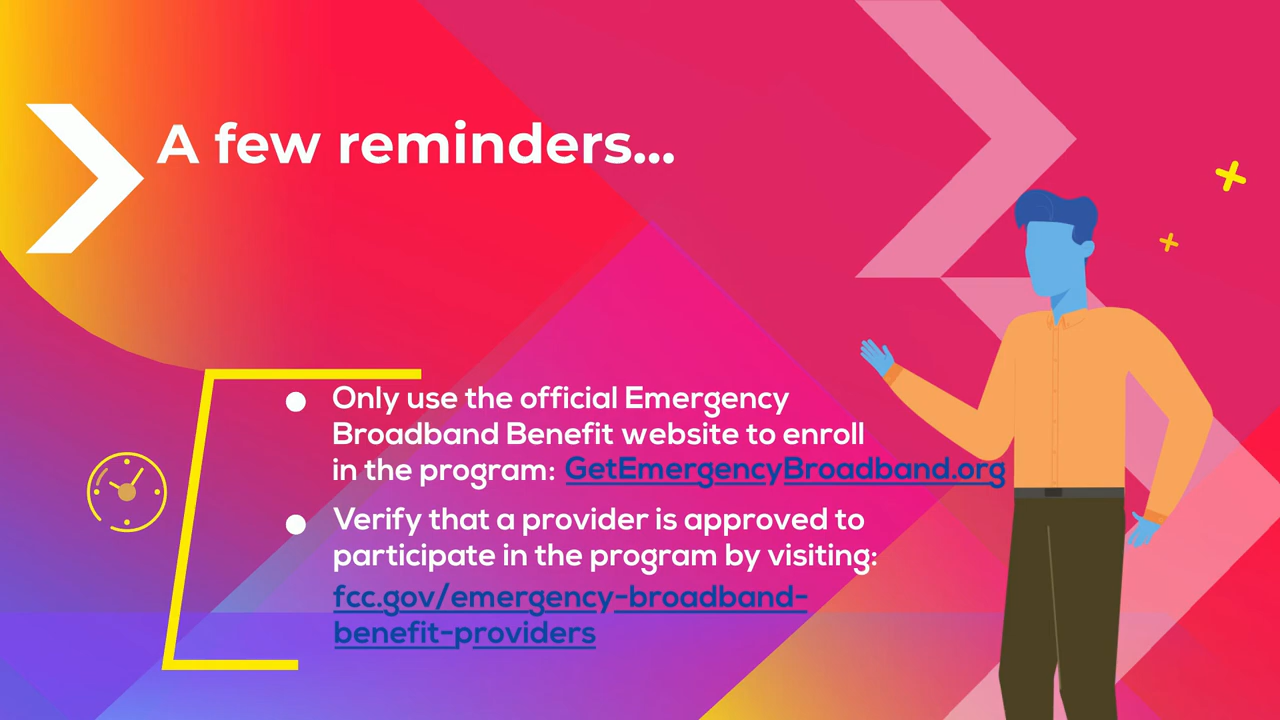 A few reminders...
Only use the official Emergency
Broadband Benefit website to enroll
in the program: GetEmergencyBroadband.org
Verify that a provider is approved to
participate in the program by visiting:
fcc.gov/emergency-broadband-
benefit-providers